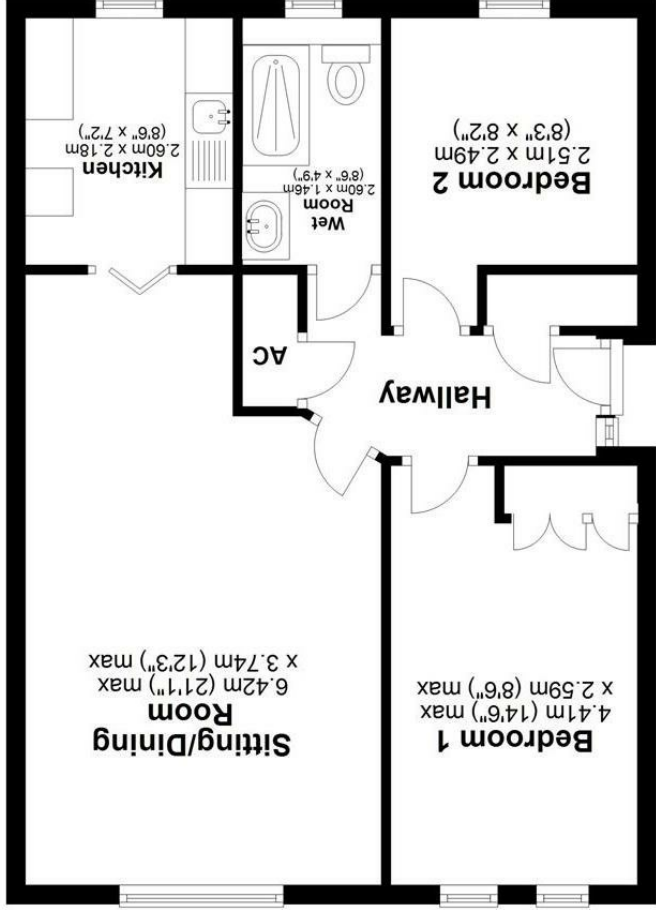 Bedroom 1
4.41m (14'6") max
x 2.59m (8'6") max
Sitting/Dining
Room
6.42m (21'1") max
x 3.74m (12'3") max
Hallway
AC
Bedroom 2
2.51m x 2.49m
(8'3" x 8'2")
Wet
Room
2.60m x 1.46m
(8'6" x 4'9")
Kitchen
2.60m x 2.18m
(8'6" x 7'2")